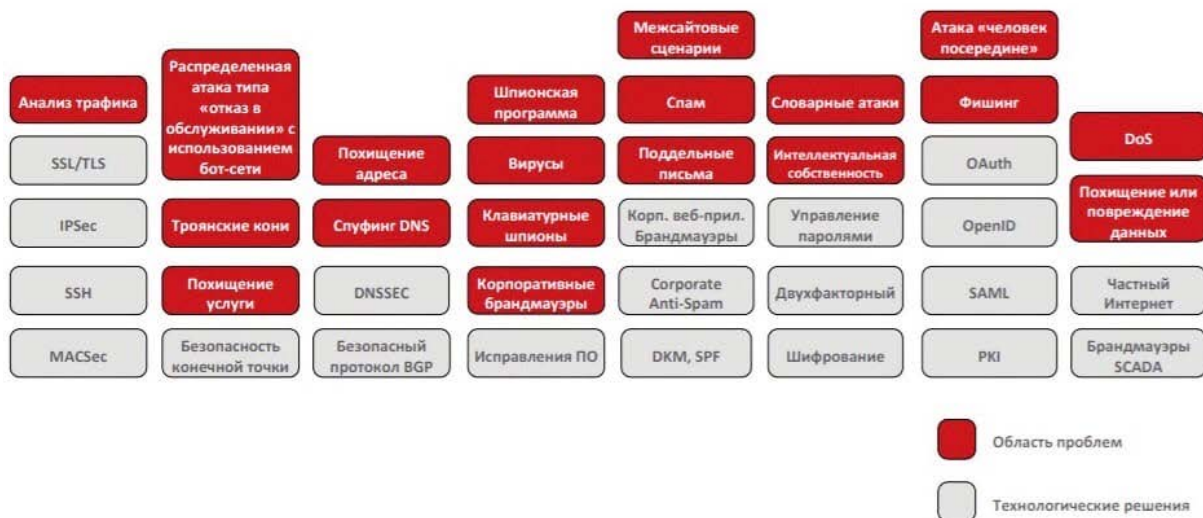 Анализ трафика
SSL/TLS
IPSec
SSH
MACSec
Распределенная
атака типа
«отказ в
обслуживании» с
использованием
бот-сети
Троянские кони
Похищение
услуги
Безопасность
конечной точки
Похищение
адреса
Спуфинг DNS
DNSSEC
Безопасный
протокол BGP
Шпионская
программа
Вирусы
Клавиатурные
шпионы
Корпоративные
брандмауэры
Исправления ПО
Межсайтовые
сценарии
Спам
Поддельные
письма
Корп. веб-прил.
Брандмауэры
Corporate
Anti-Spam
DKM, SPF
Словарные атаки
Интеллектуальная
собственность
Управление
паролями
Двухфакторный
Шифрование
Атака «человек
посередине»
Фишинг
OAuth
OpenID
SAML
PKI
DoS
Похищение или
повреждение
данных
Частный
Интернет
Брандмауэры
SCADA
Область проблем
Технологические решения